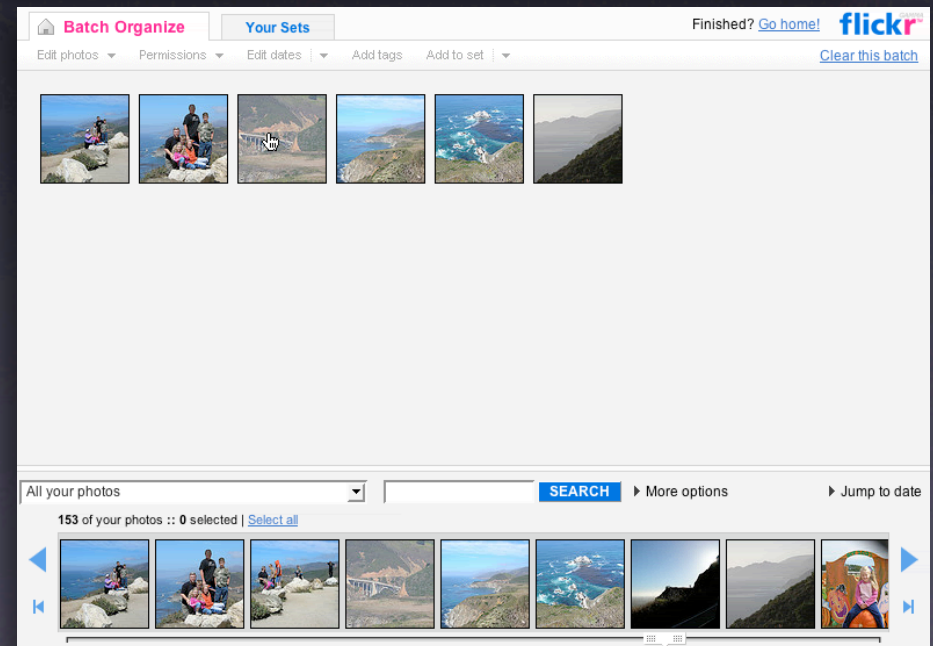 Batch Organize
Your Sets
Finished? Go home!
flickr
GAMMA
Edit photos
Permissions
Edit dates
Add tags
Add to set
Clear this batch
All your photos
SEARCH
More options
Jump to date
153 of your photos :: 0 selected | Select all